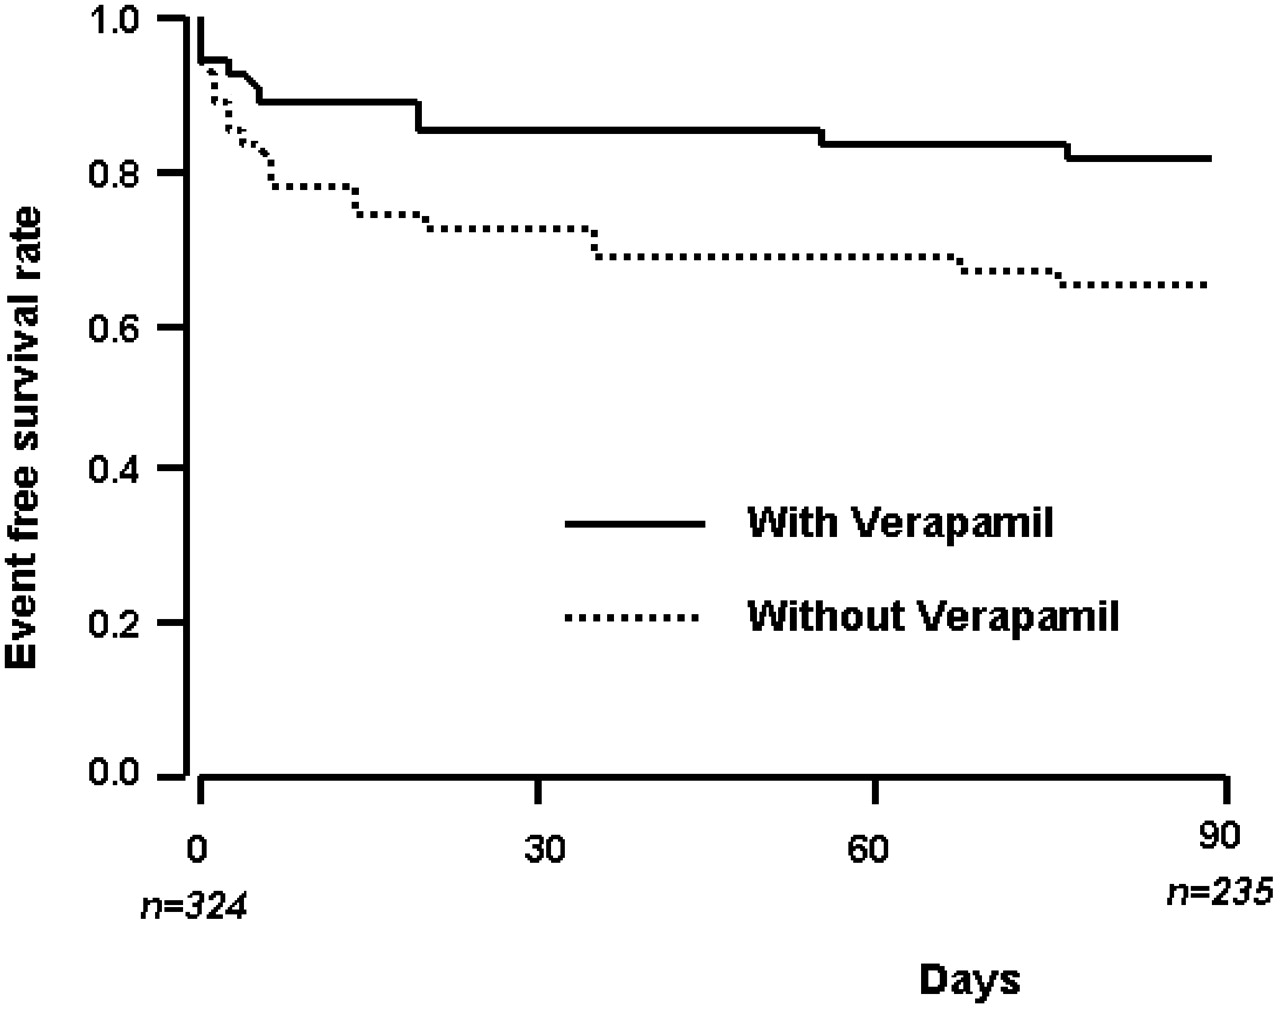 1.0
0.8
0.6
0.4
0.2
0.0
Event free survival rate
With Verapamil
Without Verapamil
0
30
60
90
n=324
n=235
Days